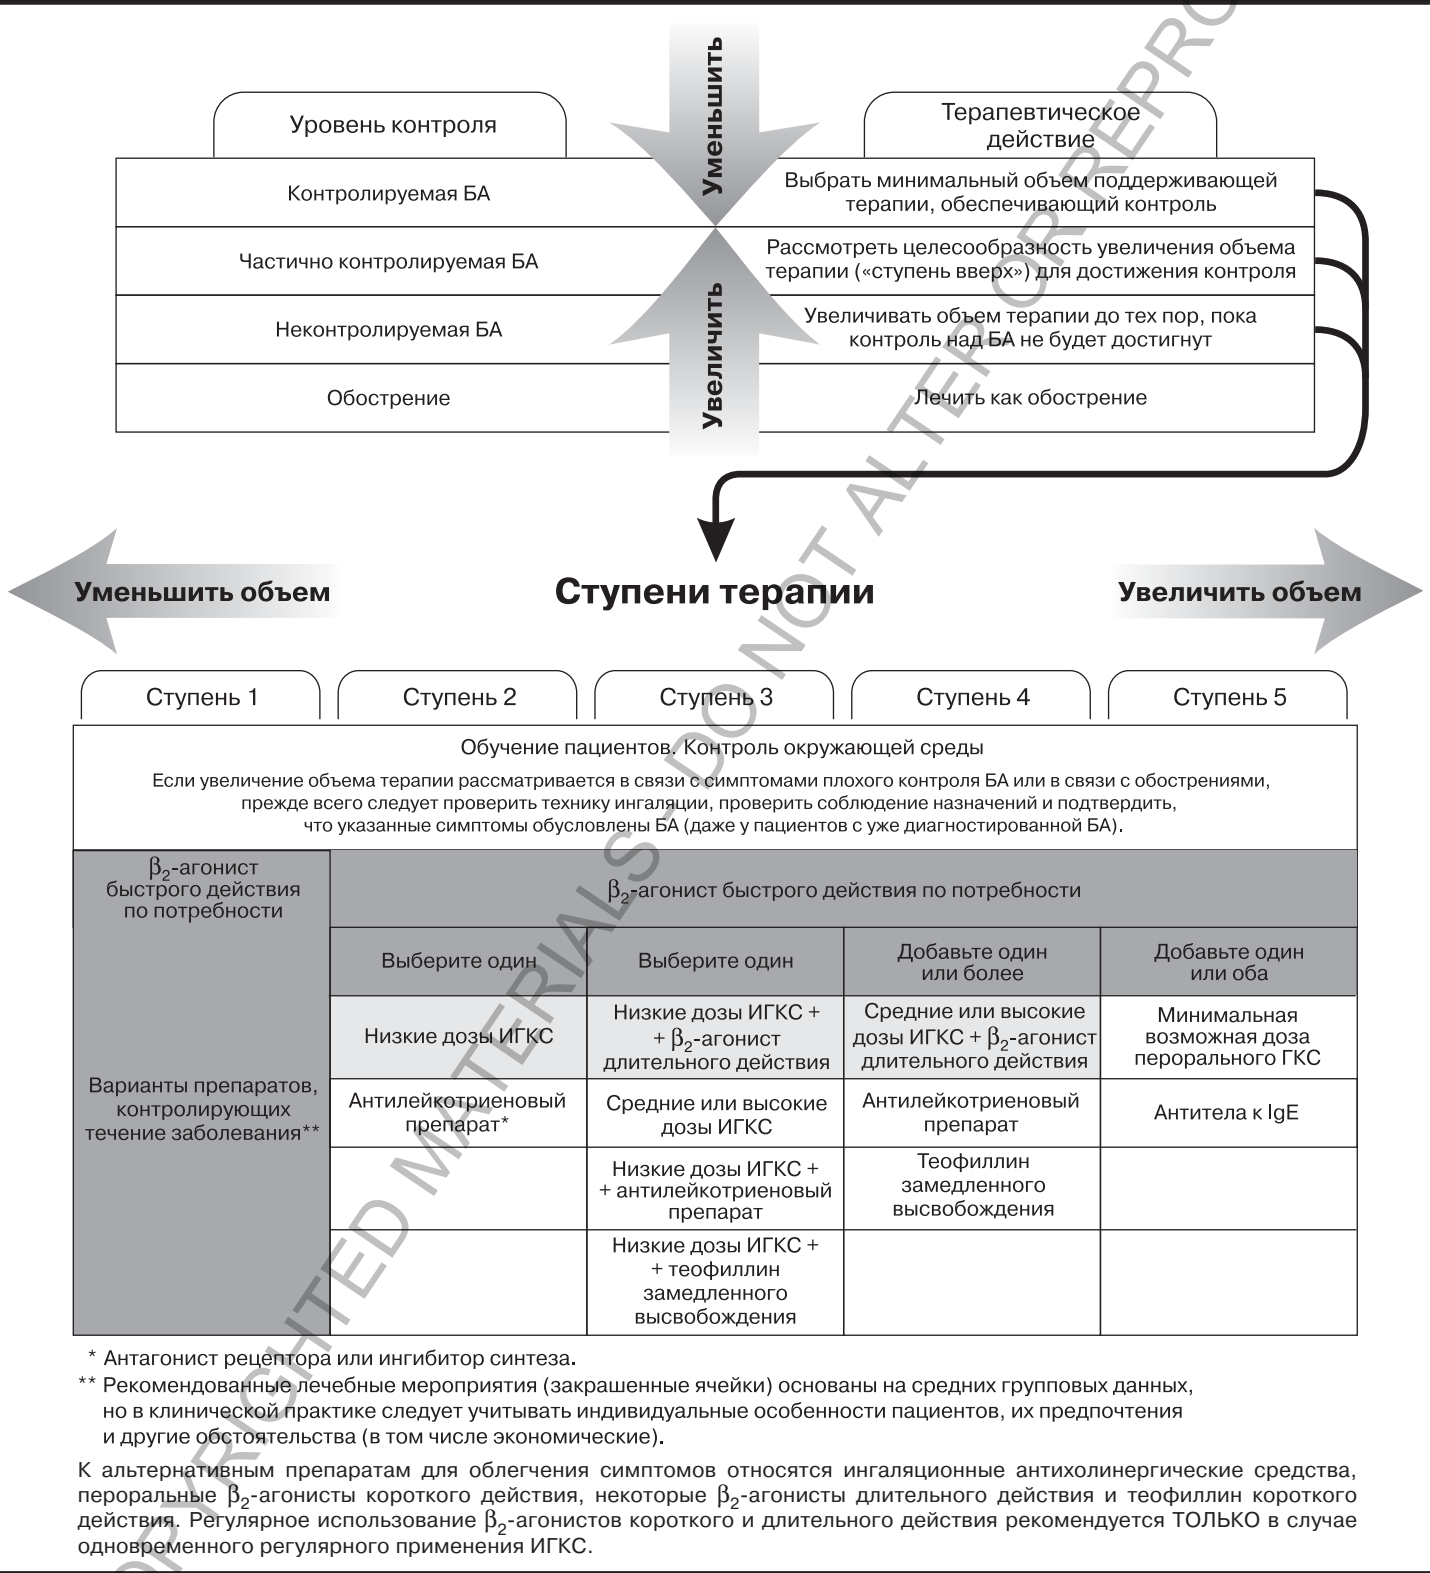 Уменьшить
Уровень контроля
Терапевтическое
действие
Контролируемая БА
Выбрать минимальный объем поддерживающей
терапии, обеспечивающий контроль
Частично контролируемая БА
Рассмотреть целесообразность увеличения объема
терапии («ступень вверх») для достижения контроля
Увеличить
Неконтролируемая БА
Увеличивать объем терапии до тех пор, пока
контроль над БА не будет достигнут
Обострение
Лечить как обострение
Уменьшить объем
Ступени терапии
Увеличить объем
Ступень 1
Ступень 2
Ступень 3
Ступень 4
Ступень 5
Обучение пациентов. Контроль окружающей среды
Если увеличение объема терапии рассматривается в связи с симптомами плохого контроля БА или в связи с обострениями,
прежде всего следует проверить технику ингаляции, проверить соблюдение назначений и подтвердить,
что указанные симптомы обусловлены БА (даже у пациентов с уже диагностированной БА).
β₂-агонист
быстрого действия
по потребности
β₂-агонист быстрого действия по потребности
Варианты препаратов,
контролирующих
течение заболевания**
Выберите один
Выберите один
Добавьте один
или более
Добавьте один
или оба
Низкие дозы ИГКС
Низкие дозы ИГКС +
+ β₂-агонист
длительного действия
Средние или высокие
дозы ИГКС + β₂-агонист
длительного действия
Минимальная
возможная доза
перорального ГКС
Антилейкотриеновый
препарат*
Средние или высокие
дозы ИГКС
Антилейкотриеновый
препарат
Антитела к IgE
Низкие дозы ИГКС +
+ антилейкотриеновый
препарат
Теофиллин
замедленного
высвобождения
Низкие дозы ИГКС +
+ теофиллин
замедленного
высвобождения
* Антагонист рецептора или ингибитор синтеза.
** Рекомендованные лечебные мероприятия (закрашенные ячейки) основаны на средних групповых данных,
но в клинической практике следует учитывать индивидуальные особенности пациентов, их предпочтения
и другие обстоятельства (в том числе экономические).
К альтернативным препаратам для облегчения симптомов относятся ингаляционные антихолинергические средства,
пероральные β₂-агонисты короткого действия, некоторые β₂-агонисты длительного действия и теофиллин короткого
действия. Регулярное использование β₂-агонистов короткого и длительного действия рекомендуется ТОЛЬКО в случае
одновременного регулярного применения ИГКС.
OPYRIGHTED MATERIALS - DO NOT ALTER OR REPRO